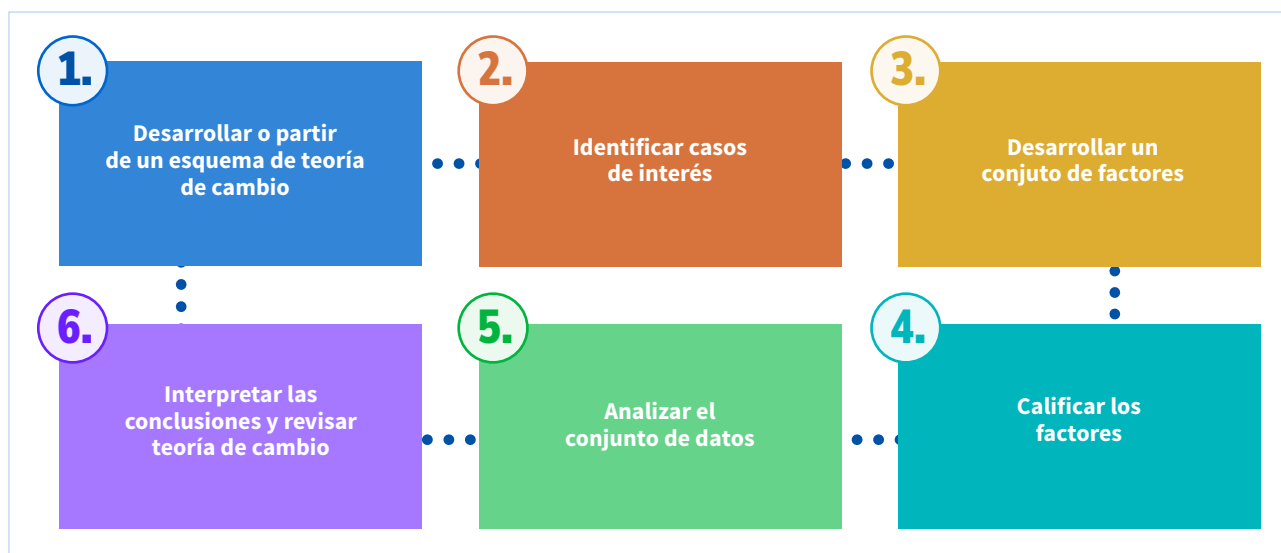 1.
Desarrollar o partir
de un esquema de teoría
de cambio
2.
Identificar casos
de interés
3.
Desarrollar un
conjuto de factores
4.
Calificar los
factores
5.
Analizar el
conjunto de datos
6.
Interpretar las
conclusiones y revisar
teoría de cambio